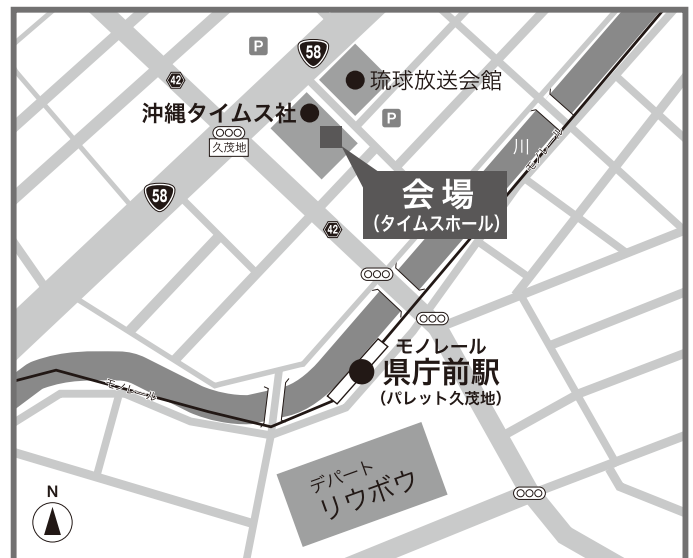 P
58
42
琉球放送会館
沖縄タイムス社
P
久茂地
川
モノレール
58
会場
(タイムスホール)
42
モノレール
県庁前駅
(パレット久茂地)
モノレール
デパート
リウボウ
N